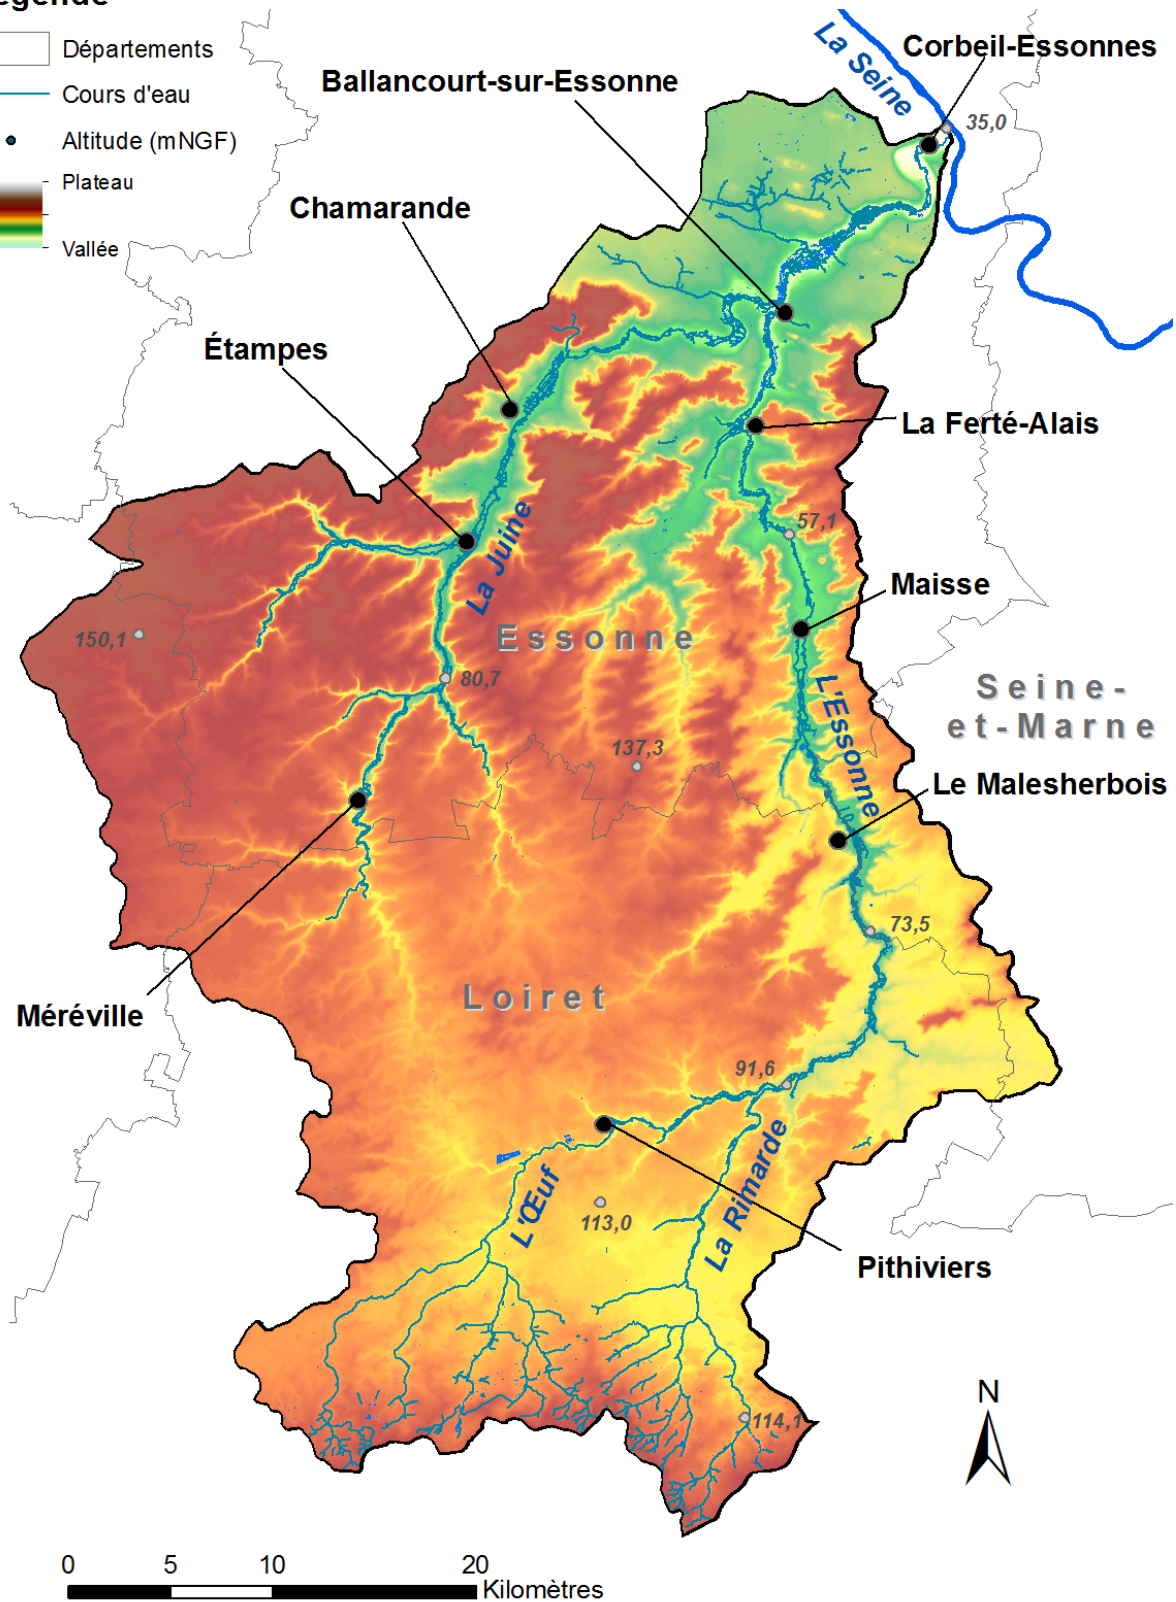 Départements
Cours d'eau
Altitude (mNGF)
Plateau
Vallée
La Seine
Corbeil-Essonnes
Ballancourt-sur-Essonne
35,0
Chamarande
Étampes
La Ferté-Alais
La Juine
57,1
Maisse
150,1
Essonne
80,7
Seine-
et-Marne
L'Essonne
137,3
Le Malesherbois
73,5
Loiret
Méréville
91,6
La Rimarde
L'Œuf
113,0
Pithiviers
114,1
N
0 5 10 20
Kilomètres